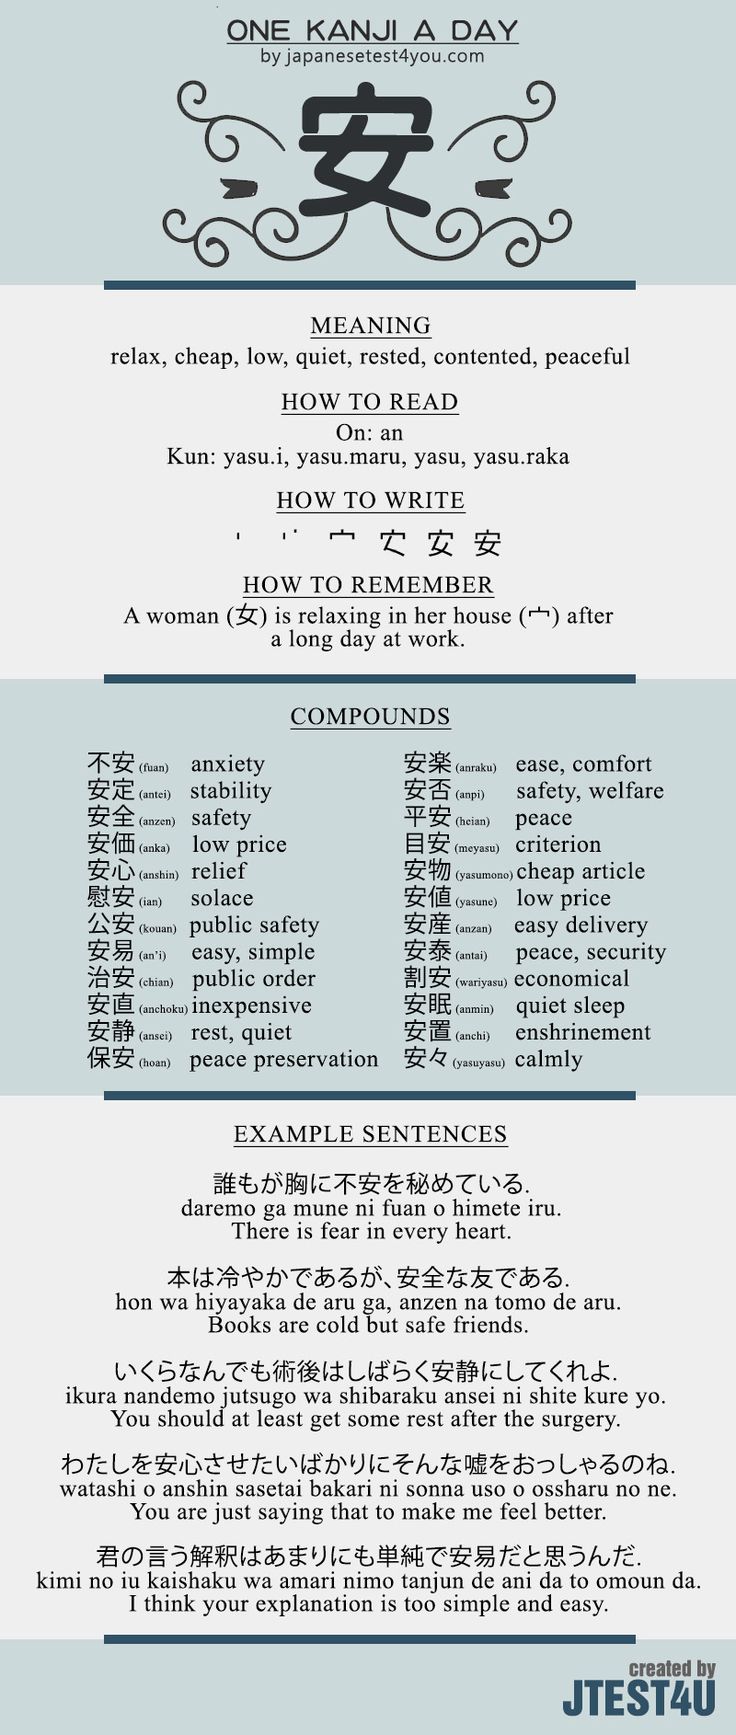 ONE KANJI A DAY
by japanesetest4you.com
安
MEANING
relax, cheap, low, quiet, rested, contented, peaceful
HOW TO READ
On: an
Kun: yasu.i, yasu.maru, yasu, yasu.raka
HOW TO WRITE
安
HOW TO REMEMBER
A woman (女) is relaxing in her house (宀) after
a long day at work.
COMPOUNDS
不安 (fuan) anxiety
安定 (antei) stability
安全 (anzen) safety
安価 (anka) low price
安心 (anshin) relief
慰安 (ian) solace
公安 (kouan) public safety
安易 (an'i) easy, simple
治安 (chian) public order
安直 (anchoku) inexpensive
安静 (ansei) rest, quiet
保安 (hoan) peace preservation
安楽 (anraku) ease, comfort
安否 (anpi) safety, welfare
平安 (heian) peace
目安 (meyasu) criterion
安物 (yasumono) cheap article
安値 (yasune) low price
安産 (anzan) easy delivery
安泰 (antai) peace, security
割安 (wariyasu) economical
安眠 (anmin) quiet sleep
安置 (anchi) enshrinement
安々 (yasuyasu) calmly
EXAMPLE SENTENCES
誰もが胸に不安を秘めている.
daremo ga mune ni fuan o himete iru.
There is fear in every heart.
本は冷ややかであるが、安全な友である.
hon wa hiyayaka de aru ga, anzen na tomo de aru.
Books are cold but safe friends.
いくらなんでも術後はしばらく安静にしてくれよ.
ikura nandemo jutsugo wa shibaraku ansei ni shite kure yo.
You should at least get some rest after the surgery.
わたしを安心させたいばかりにそんな嘘をおっしゃるのね.
watashi o anshin sasetai bakari ni sonna uso o ossharu no ne.
You are just saying that to make me feel better.
君の言う解釈はあまりにも単純で安易だと思うんだ.
kimi no iu kaishaku wa amari nimo tanjun de ani da to omoun da.
I think your explanation is too simple and easy.
created by
JTEST4U